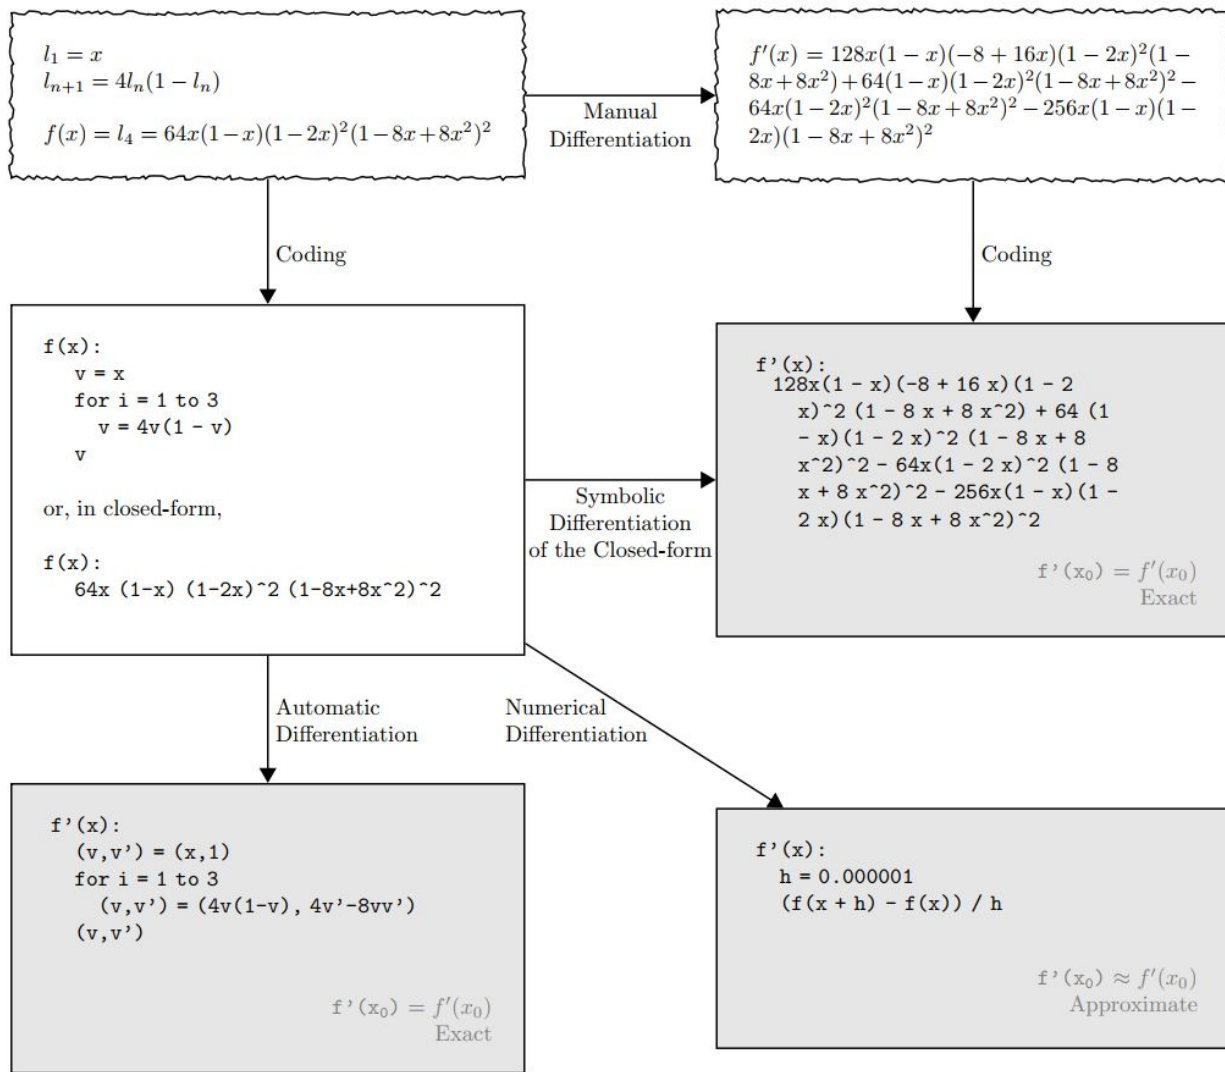 l₁ = x
lₙ₊₁ = 4lₙ(1 − lₙ)
f(x) = l₄ = 64x(1−x)(1−2x)²(1−8x+8x²)²
Manual
Differentiation
f′(x) = 128x(1 − x)(−8 + 16x)(1 − 2x)²(1 −
8x+8x²)+64(1−x)(1−2x)²(1−8x+8x²)²−
64x(1−2x)²(1−8x+8x²)²−256x(1−x)(1−
2x)(1 − 8x + 8x²)²
Coding
Coding
f(x):
v = x
for i = 1 to 3
v = 4v(1 - v)
v
or, in closed-form,
f(x):
64x (1-x) (1-2x)^2 (1-8x+8x^2)^2
Symbolic
Differentiation
of the Closed-form
f'(x):
128x(1 - x)(-8 + 16 x)(1 - 2
x)^2 (1 - 8 x + 8 x^2) + 64 (1
- x)(1 - 2 x)^2 (1 - 8 x + 8
x^2)^2 - 64x(1 - 2 x)^2 (1 - 8
x + 8 x^2)^2 - 256x(1 - x)(1 -
2 x)(1 - 8 x + 8 x^2)^2
f'(x₀) = f′(x₀)
Exact
Automatic
Differentiation
Numerical
Differentiation
f'(x):
(v,v') = (x,1)
for i = 1 to 3
(v,v') = (4v(1-v), 4v'-8vv')
(v,v')
f'(x₀) = f′(x₀)
Exact
f'(x):
h = 0.000001
(f(x + h) - f(x)) / h
f'(x₀) ≈ f′(x₀)
Approximate